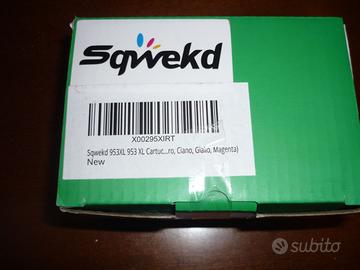 Sqwekd
X00295XIRT
Sqwekd 953XL 953 XL Cartuc...ro, Ciano, Giallo, Magenta)
New
subito